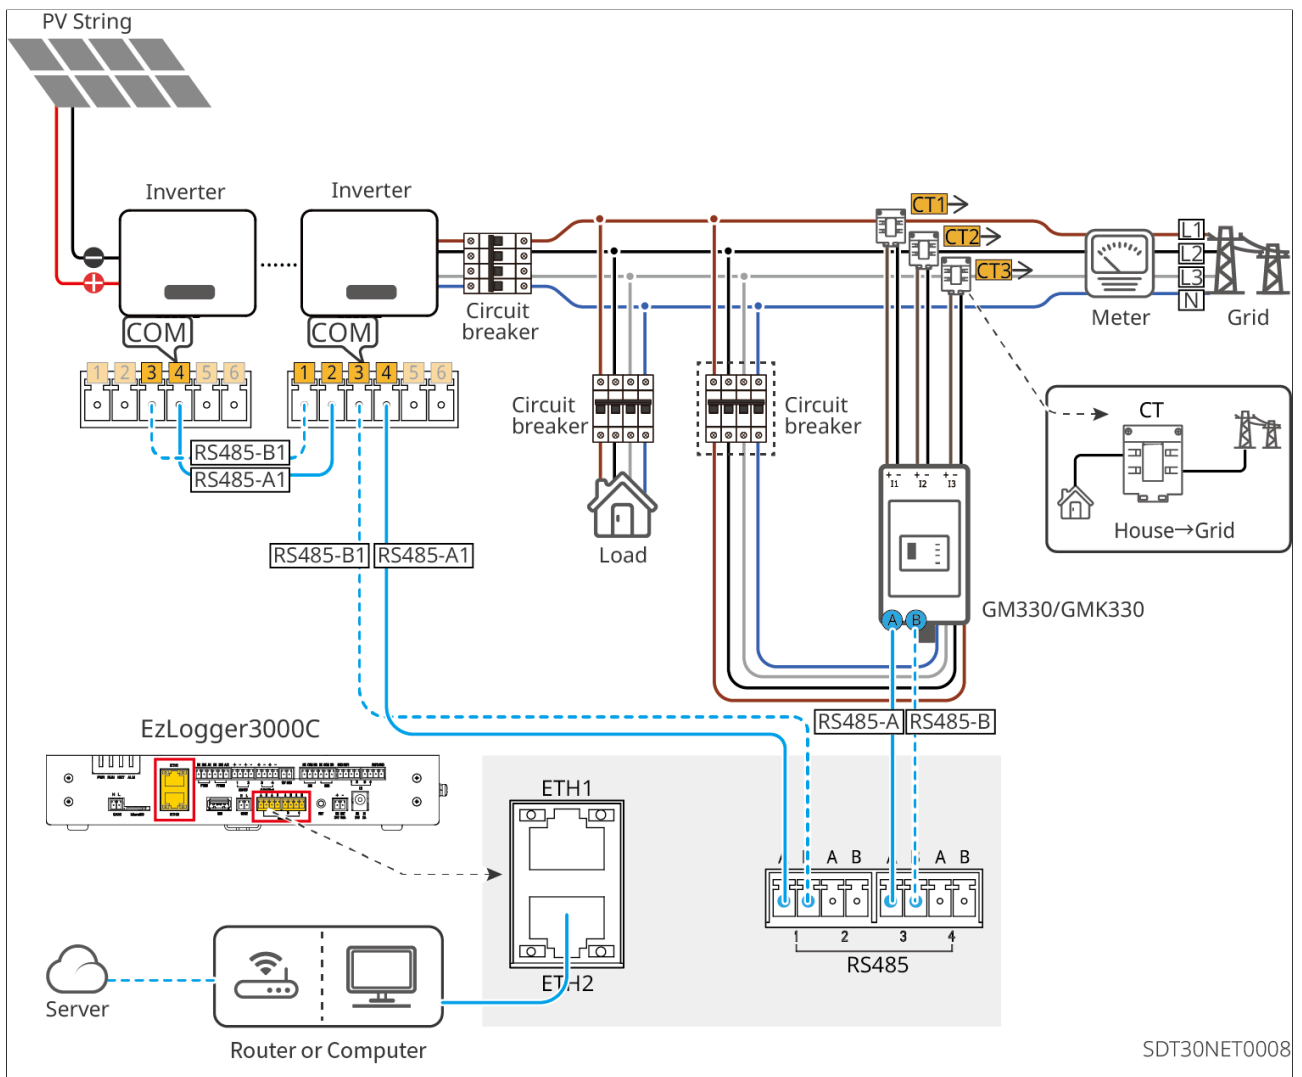 PV String
Inverter
Inverter
CT1
CT2
CT3
L1
L2
L3
N
Circuit
breaker
Meter
Grid
COM
COM
1 2 3 4 5 6
1 2 3 4 5 6
Circuit
breaker
Circuit
breaker
CT
House→Grid
RS485-B1
RS485-A1
+ - + - + -
I1 I2 I3
RS485-B1
RS485-A1
Load
GM330/GMK330
A B
RS485-A
RS485-B
EzLogger3000C
ETH1
A A B A B
1 2 3 4
RS485
ETH2
Server
Router or Computer
SDT30NET0008